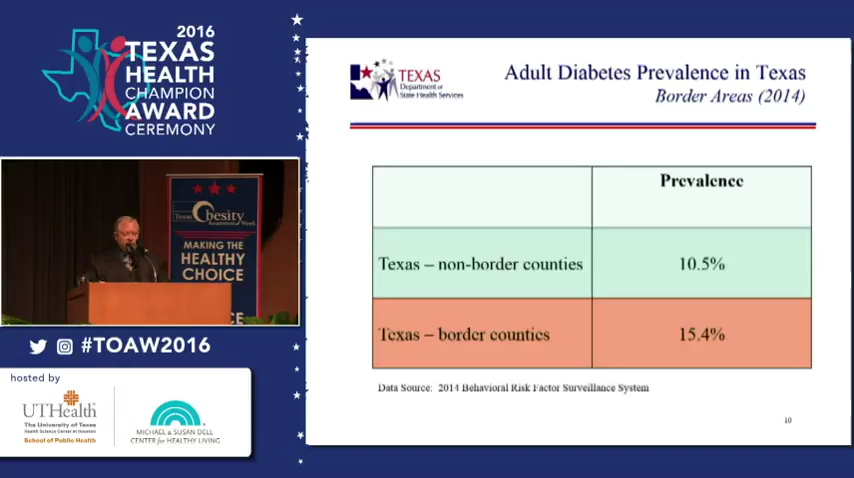 2016
TEXAS
HEALTH
CHAMPION
AWARD
CEREMONY
Texas Obesity
Awareness Week
MAKING THE
HEALTHY
CHOICE
#TOAW2016
hosted by
UTHealth
The University of Texas
Health Science Center at Houston
School of Public Health
MICHAEL & SUSAN DELL
CENTER for HEALTHY LIVING
TEXAS
Department of
State Health Services
Adult Diabetes Prevalence in Texas
Border Areas (2014)
Prevalence
Texas – non-border counties 10.5%
Texas – border counties 15.4%
Data Source: 2014 Behavioral Risk Factor Surveillance System
10